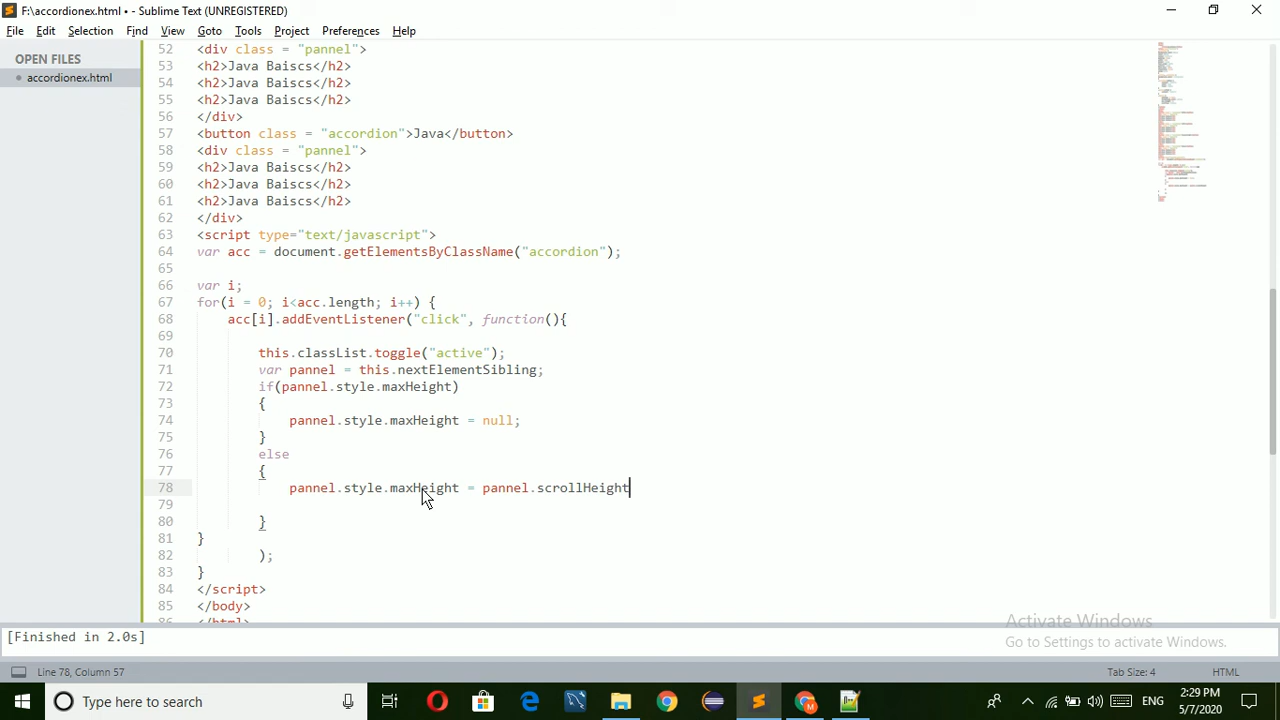 F:\accordionex.html • - Sublime Text (UNREGISTERED)
File Edit Selection Find View Goto Tools Project Preferences Help
OPEN FILES
accordionex.html
52 <div class = "pannel">
53 <h2>Java Baiscs</h2>
54 <h2>Java Baiscs</h2>
55 <h2>Java Baiscs</h2>
56 </div>
57 <button class = "accordion">Java</button>
58 <div class = "pannel">
59 <h2>Java Baiscs</h2>
60 <h2>Java Baiscs</h2>
61 <h2>Java Baiscs</h2>
62 </div>
63 <script type="text/javascript">
64 var acc = document.getElementsByClassName("accordion");
65
66 var i;
67 for(i = 0; i<acc.length; i++) {
68 acc[i].addEventListener("click", function(){
69
70 this.classList.toggle("active");
71 var pannel = this.nextElementSibling;
72 if(pannel.style.maxHeight)
73 {
74 pannel.style.maxHeight = null;
75 }
76 else
77 {
78 pannel.style.maxHeight = pannel.scrollHeight
79
80 }
81 }
82 );
83 }
84 </script>
85 </body>
86 </html>
[Finished in 2.0s]
Activate Windows
Go to Settings to activate Windows.
Line 78, Column 57
Tab Size: 4
HTML
Type here to search
ENG
2:29 PM
5/7/2020